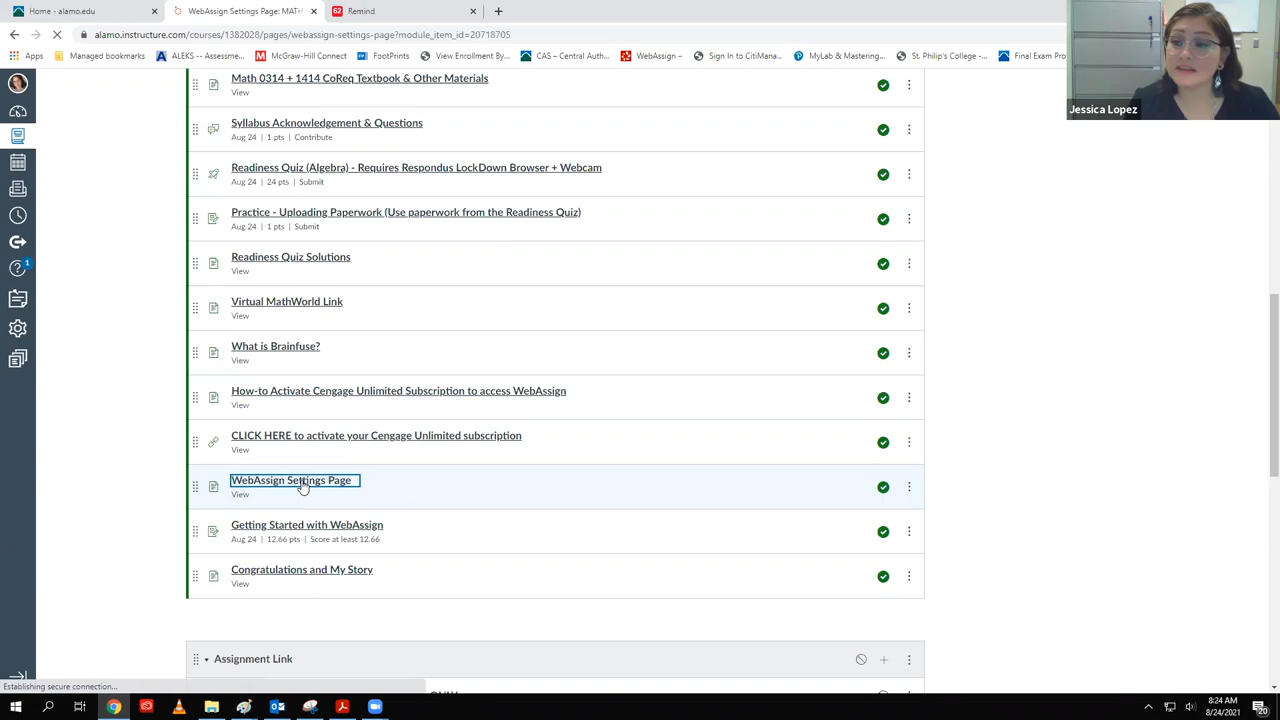 Home - alamo.edu
WebAssign Settings Page: MATH
62
Remind
alamo.instructure.com/courses/1382028/pages/webassign-settings-page?module_item_id=20718705
Apps
Managed bookmarks
ALEKS -- Assessme...
McGraw-Hill Connect
FootPrints
View Enrollment By...
CAS – Central Auth...
WebAssign –
Sign In to CitiMana...
MyLab & Mastering...
St. Philip's College -...
Final Exam Pro
Jessica Lopez
Math 0314 + 1414 CoReq Textbook & Other Materials
View
Syllabus Acknowledgement & Questions
Aug 24 | 1 pts | Contribute
Readiness Quiz (Algebra) - Requires Respondus LockDown Browser + Webcam
Aug 24 | 24 pts | Submit
Practice - Uploading Paperwork (Use paperwork from the Readiness Quiz)
Aug 24 | 1 pts | Submit
Readiness Quiz Solutions
View
1
Virtual MathWorld Link
View
What is Brainfuse?
View
How-to Activate Cengage Unlimited Subscription to access WebAssign
View
CLICK HERE to activate your Cengage Unlimited subscription
View
WebAssign Settings Page
View
Getting Started with WebAssign
Aug 24 | 12.66 pts | Score at least 12.66
Congratulations and My Story
View
Assignment Link
Establishing secure connection...
8:24 AM
8/24/2021
20